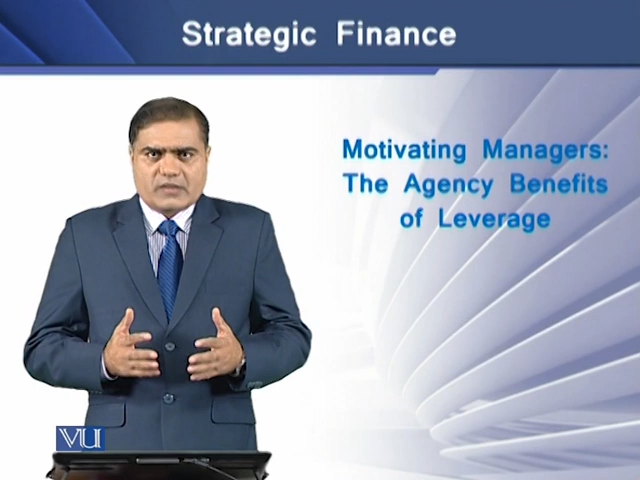 Strategic Finance
Motivating Managers:
The Agency Benefits
of Leverage
VU